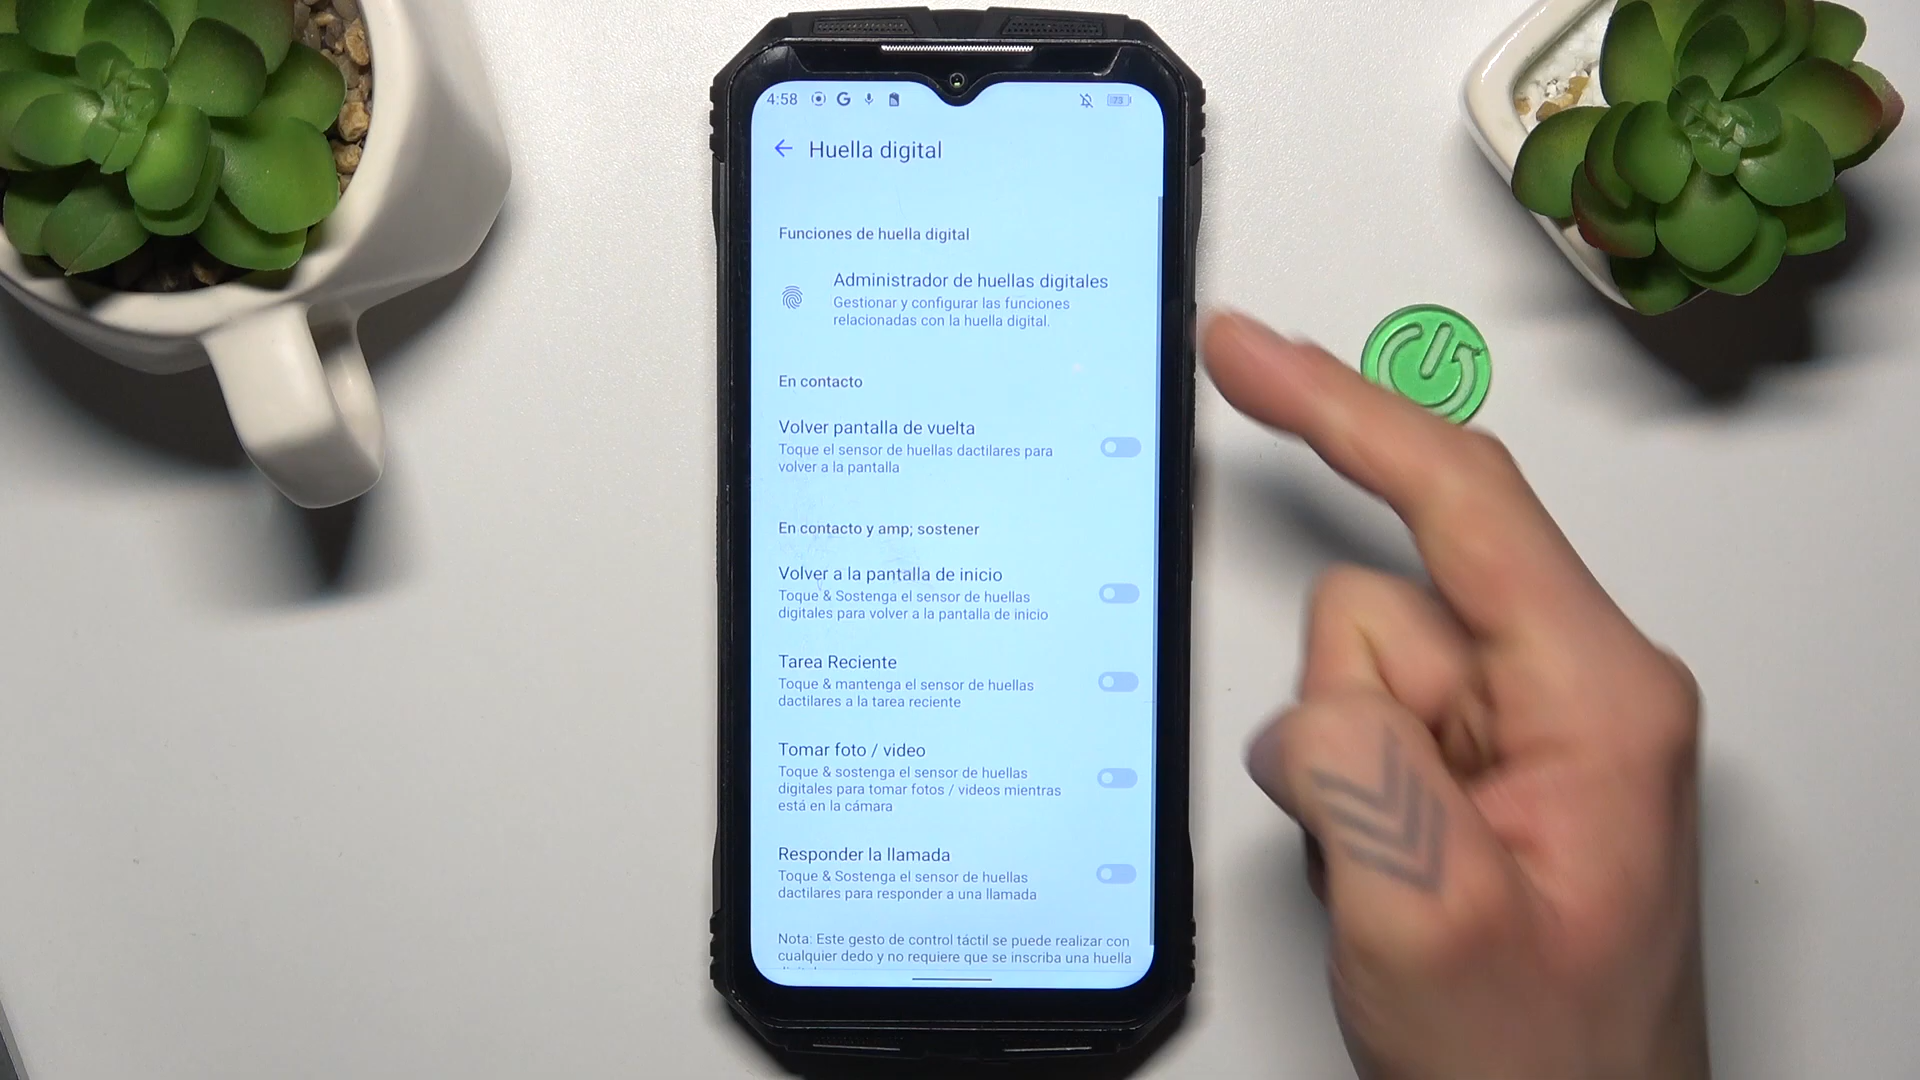 4:58
G
73
Huella digital
Funciones de huella digital
Administrador de huellas digitales
Gestionar y configurar las funciones
relacionadas con la huella digital.
En contacto
Volver pantalla de vuelta
Toque el sensor de huellas dactilares para
volver a la pantalla
En contacto y amp; sostener
Volver a la pantalla de inicio
Toque & Sostenga el sensor de huellas
digitales para volver a la pantalla de inicio
Tarea Reciente
Toque & mantenga el sensor de huellas
dactilares a la tarea reciente
Tomar foto / video
Toque & sostenga el sensor de huellas
digitales para tomar fotos / videos mientras
está en la cámara
Responder la llamada
Toque & Sostenga el sensor de huellas
dactilares para responder a una llamada
Nota: Este gesto de control táctil se puede realizar con
cualquier dedo y no requiere que se inscriba una huella